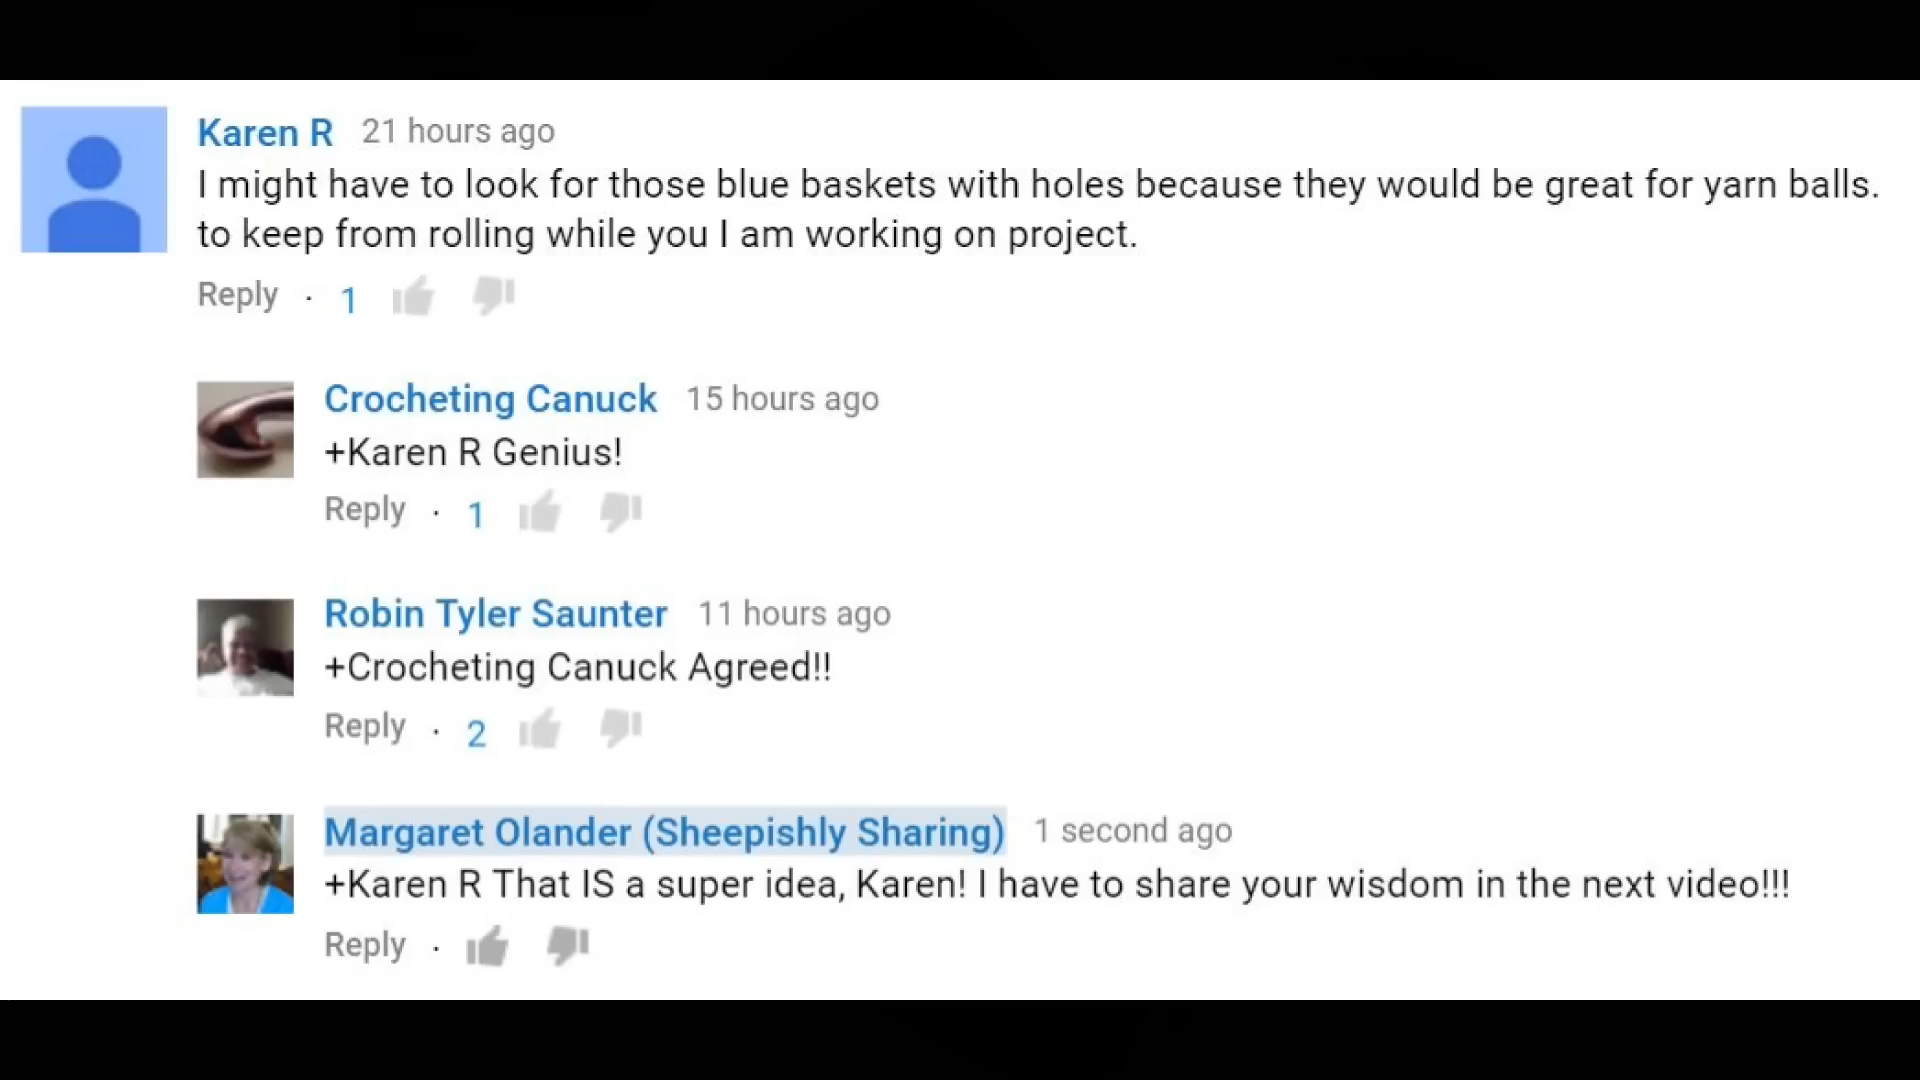 Karen R 21 hours ago
I might have to look for those blue baskets with holes because they would be great for yarn balls.
to keep from rolling while you I am working on project.
Reply · 1
Crocheting Canuck 15 hours ago
+Karen R Genius!
Reply · 1
Robin Tyler Saunter 11 hours ago
+Crocheting Canuck Agreed!!
Reply · 2
Margaret Olander (Sheepishly Sharing) 1 second ago
+Karen R That IS a super idea, Karen! I have to share your wisdom in the next video!!!
Reply ·